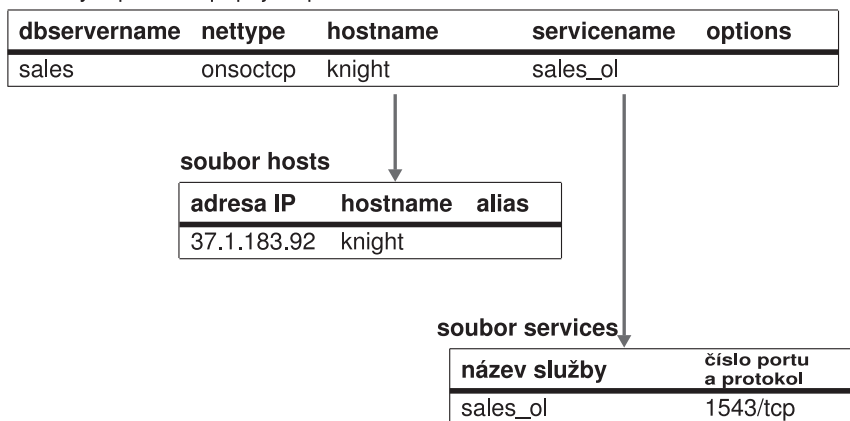 dbservername nettype hostname servicename options
sales onsoctcp knight sales_ol
soubor hosts
adresa IP hostname alias
37.1.183.92 knight
soubor services
název služby číslo portu a protokol
sales_ol 1543/tcp